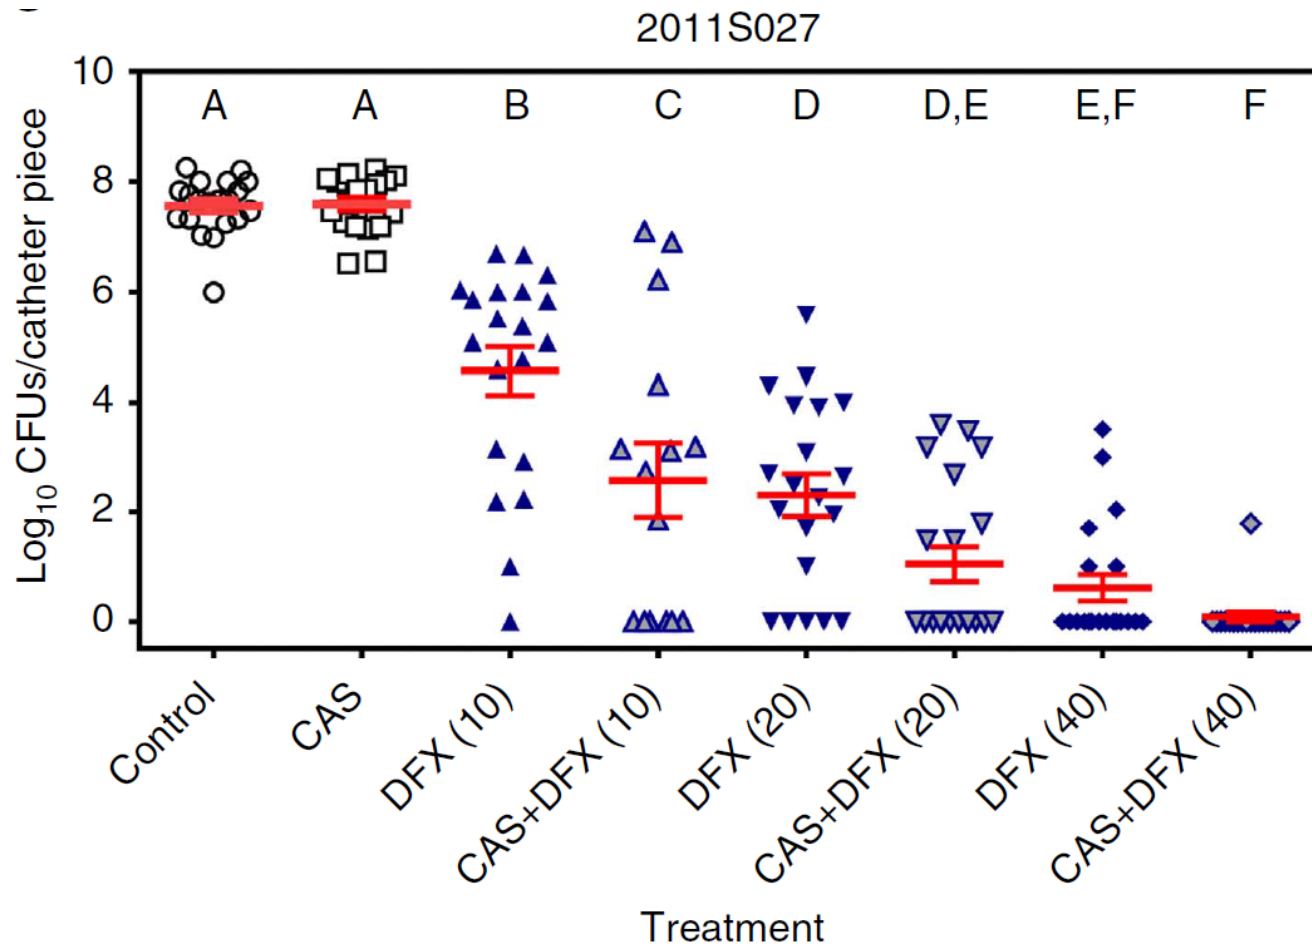 2011S027
Log10 CFUs/catheter piece
10
8
6
4
2
0
A A B C D D,E E,F F
Control
CAS
DFX (10)
CAS+DFX (10)
DFX (20)
CAS+DFX (20)
DFX (40)
CAS+DFX (40)
Treatment